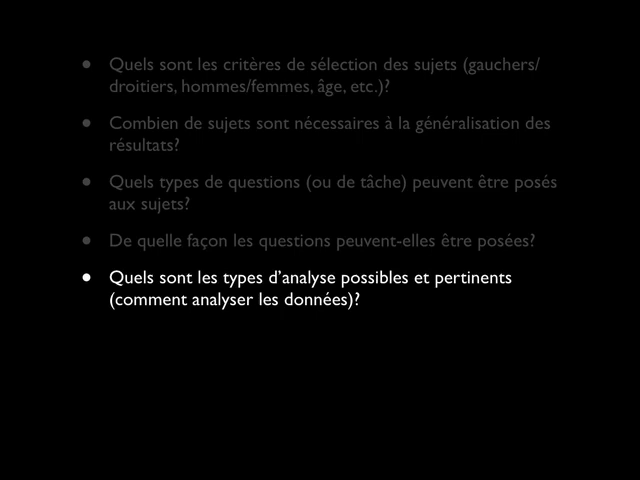 • Quels sont les critères de sélection des sujets (gauchers/
droitiers, hommes/femmes, âge, etc.)?
• Combien de sujets sont nécessaires à la généralisation des
résultats?
• Quels types de questions (ou de tâche) peuvent être posés
aux sujets?
• De quelle façon les questions peuvent-elles être posées?
• Quels sont les types d’analyse possibles et pertinents
(comment analyser les données)?